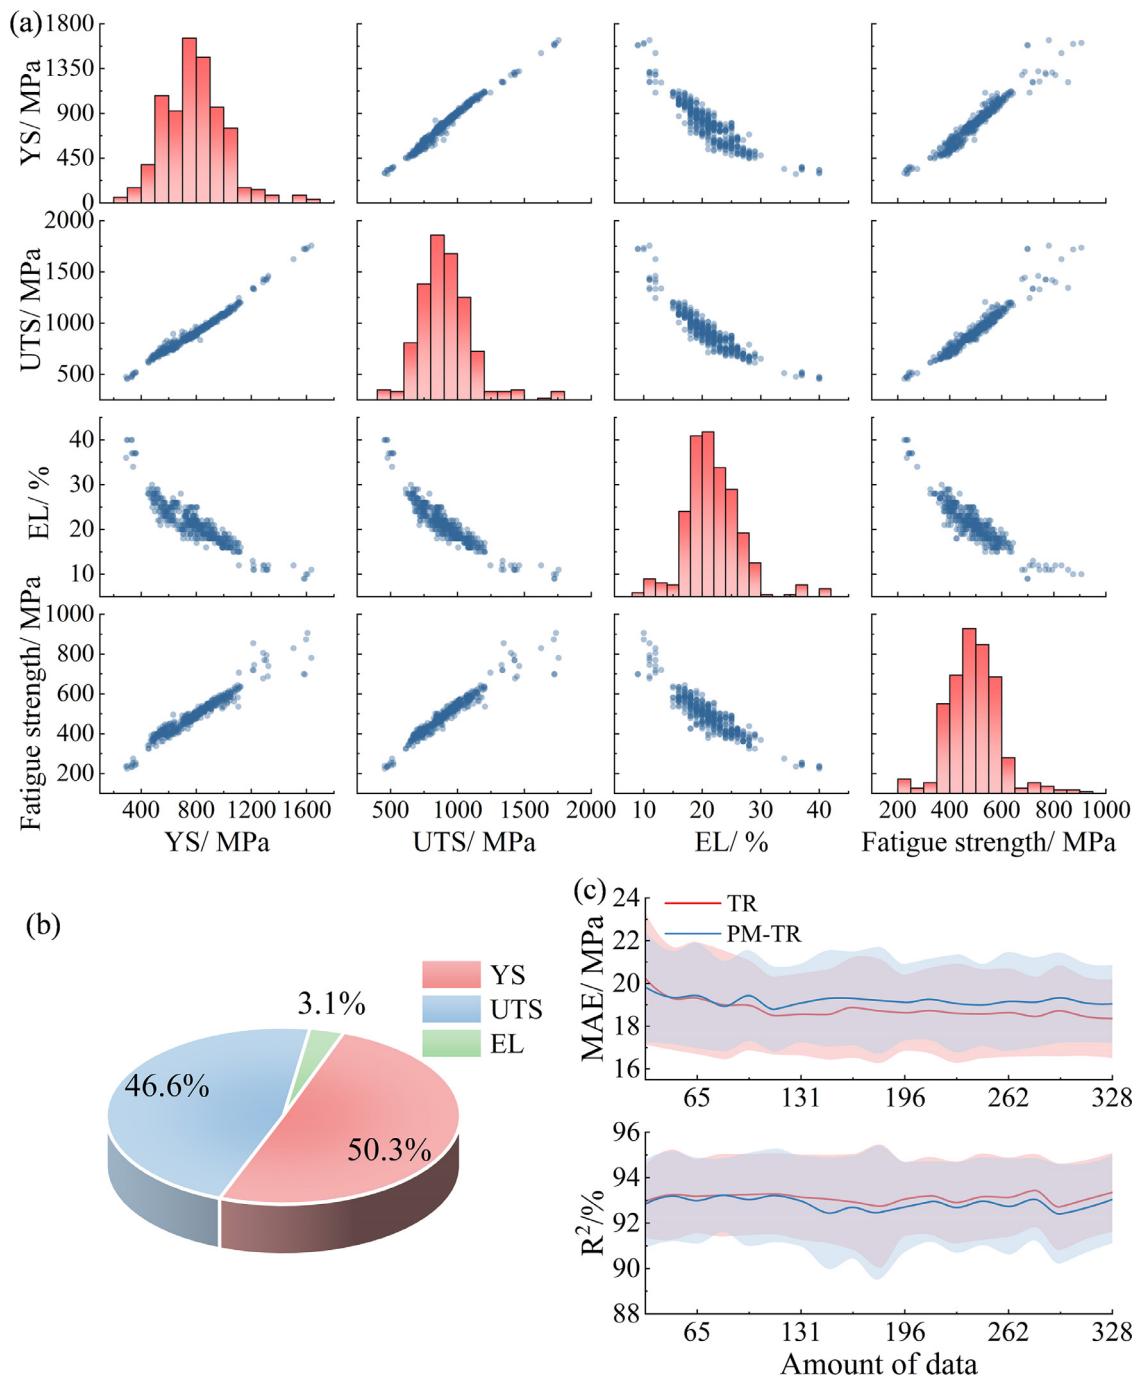 (a)
1800
1350
900
450
0
YS/ MPa
2000
1500
1000
500
UTS/ MPa
40
30
20
10
EL/ %
1000
800
600
400
200
Fatigue strength/ MPa
400 800 1200 1600
500 1000 1500 2000
10 20 30 40
200 400 600 800 1000
YS/ MPa
UTS/ MPa
EL/ %
Fatigue strength/ MPa
(b)
YS
UTS
EL
3.1%
46.6%
50.3%
(c)
24
22
20
18
16
MAE/ MPa
TR
PM-TR
65 131 196 262 328
96
94
92
90
88
R²/%
65 131 196 262 328
Amount of data